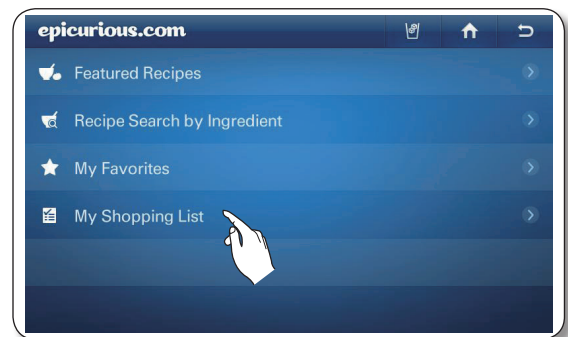 epicurious.com
Featured Recipes
Recipe Search by Ingredient
My Favorites
My Shopping List